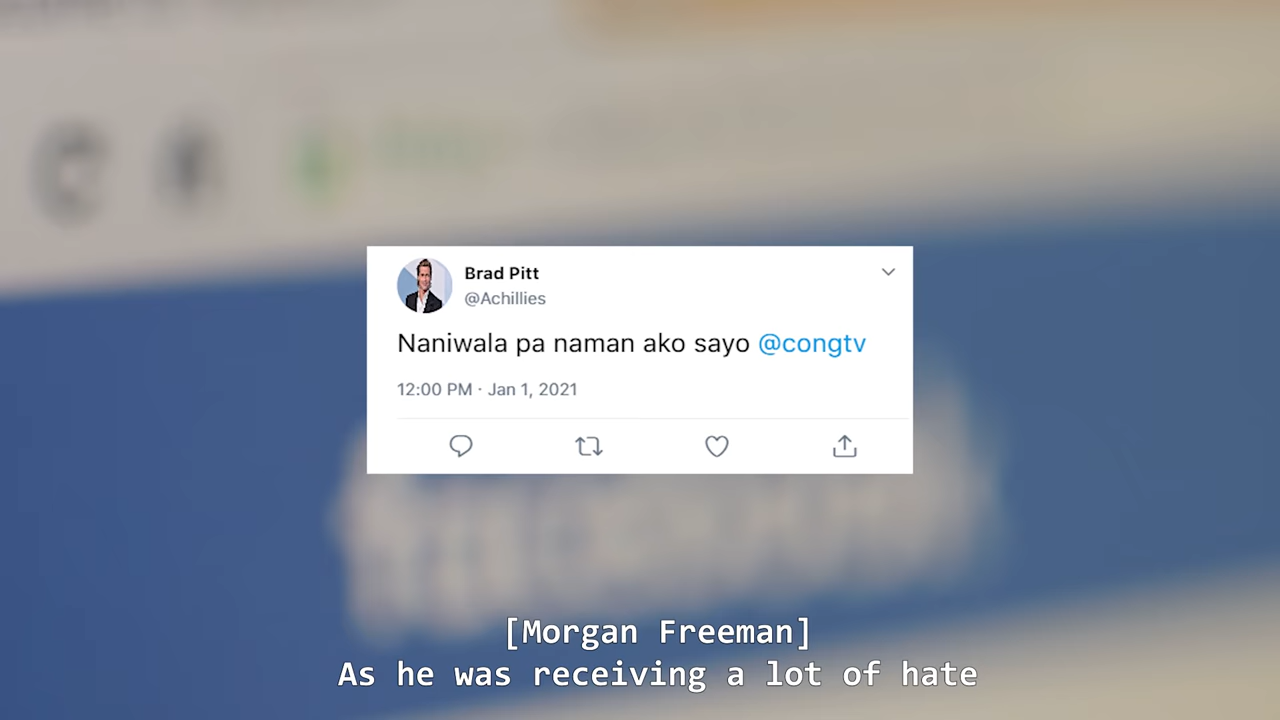 Brad Pitt
@Achillies
Naniwala pa naman ako sayo @congtv
12:00 PM · Jan 1, 2021
[Morgan Freeman]
As he was receiving a lot of hate